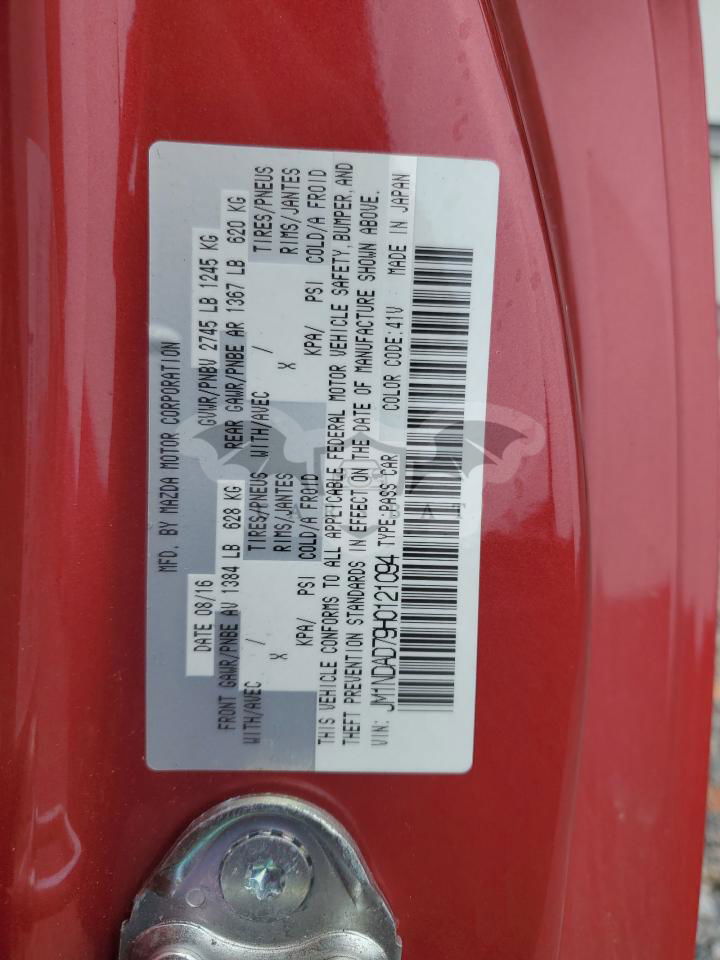 MFD. BY MAZDA MOTOR CORPORATION
DATE 08/16 GVWR/PNBV 2745 LB 1245 KG
FRONT GAWR/PNBE AV 1384 LB 628 KG REAR GAWR/PNBE AR 1367 LB 620 KG
WITH/AVEC / TIRES/PNEUS WITH/AVEC / TIRES/PNEUS
X RIMS/JANTES X RIMS/JANTES
KPA/ PSI COLD/A FROID KPA/ PSI COLD/A FROID
THIS VEHICLE CONFORMS TO ALL APPLICABLE FEDERAL MOTOR VEHICLE SAFETY, BUMPER, AND
THEFT PREVENTION STANDARDS IN EFFECT ON THE DATE OF MANUFACTURE SHOWN ABOVE.
VIN: JM1NDAD79H0121094 TYPE:PASS CAR COLOR CODE:41V MADE IN JAPAN